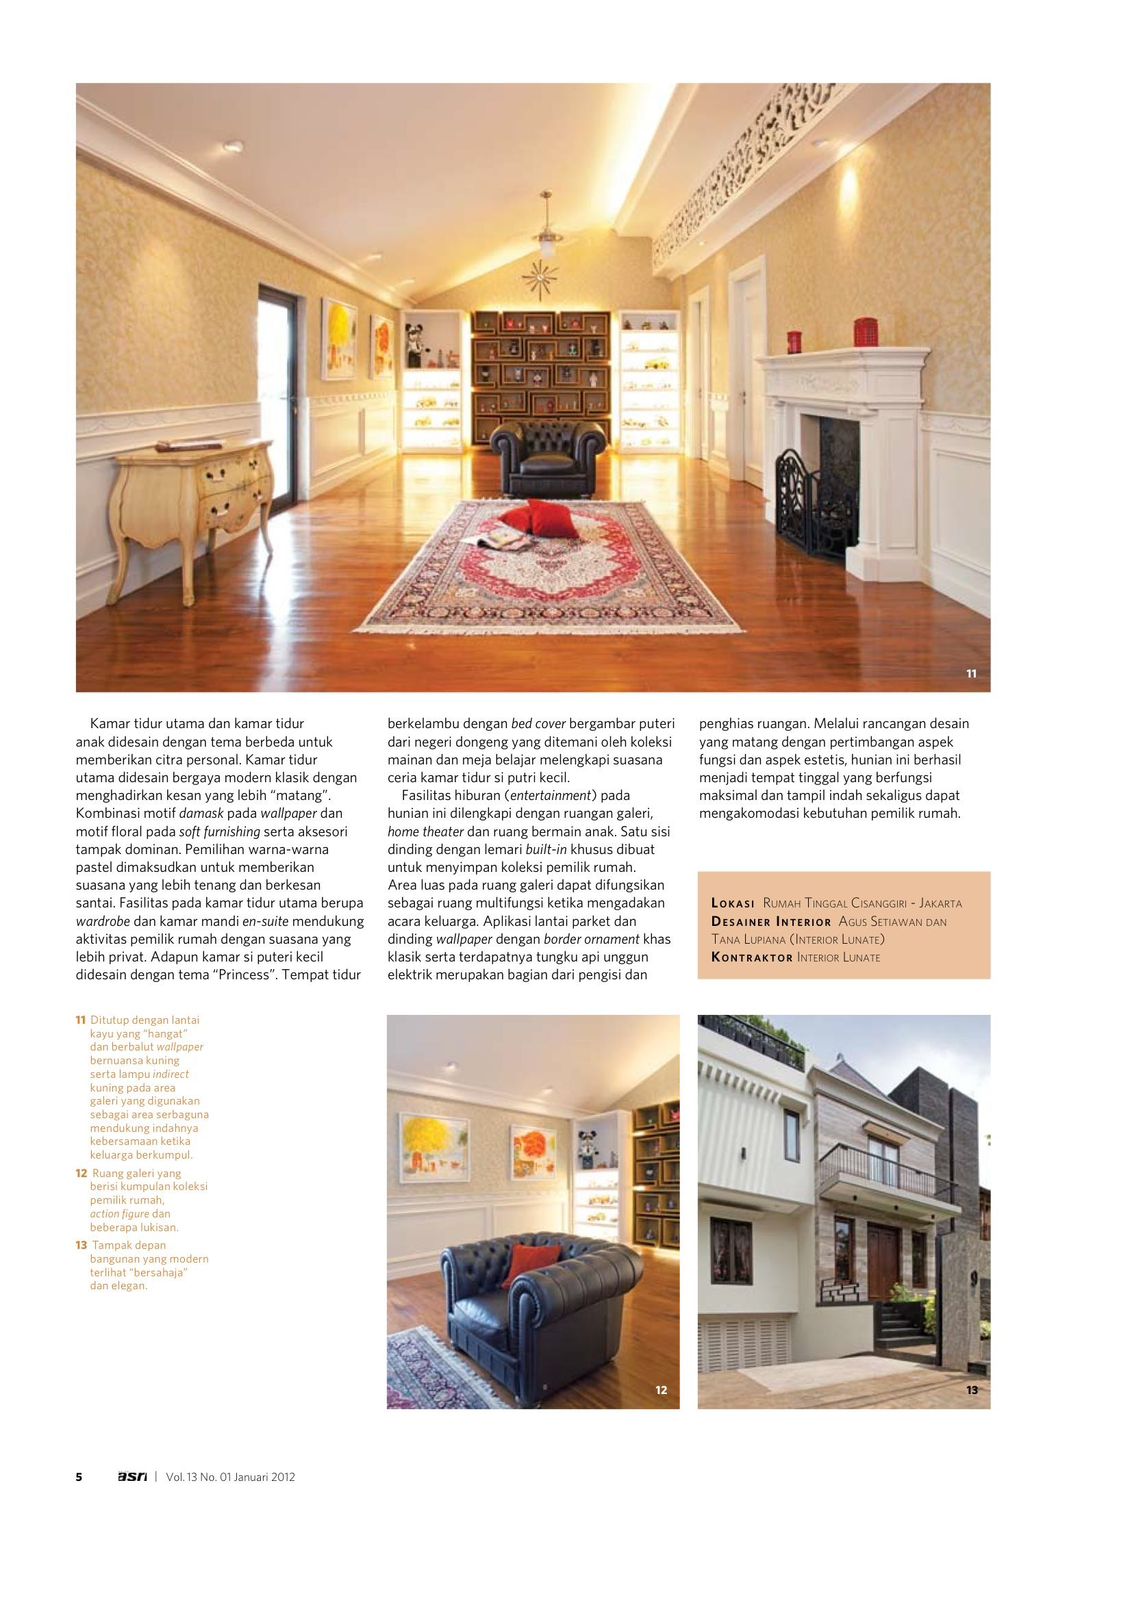 11
Kamar tidur utama dan kamar tidur
anak didesain dengan tema berbeda untuk
memberikan citra personal. Kamar tidur
utama didesain bergaya modern klasik dengan
menghadirkan kesan yang lebih “matang”.
Kombinasi motif damask pada wallpaper dan
motif floral pada soft furnishing serta aksesori
tampak dominan. Pemilihan warna-warna
pastel dimaksudkan untuk memberikan
suasana yang lebih tenang dan berkesan
santai. Fasilitas pada kamar tidur utama berupa
wardrobe dan kamar mandi en-suite mendukung
aktivitas pemilik rumah dengan suasana yang
lebih privat. Adapun kamar si puteri kecil
didesain dengan tema “Princess”. Tempat tidur
berkelambu dengan bed cover bergambar puteri
dari negeri dongeng yang ditemani oleh koleksi
mainan dan meja belajar melengkapi suasana
ceria kamar tidur si putri kecil.
Fasilitas hiburan (entertainment) pada
hunian ini dilengkapi dengan ruangan galeri,
home theater dan ruang bermain anak. Satu sisi
dinding dengan lemari built-in khusus dibuat
untuk menyimpan koleksi pemilik rumah.
Area luas pada ruang galeri dapat difungsikan
sebagai ruang multifungsi ketika mengadakan
acara keluarga. Aplikasi lantai parket dan
dinding wallpaper dengan border ornament khas
klasik serta terdapatnya tungku api unggun
elektrik merupakan bagian dari pengisi dan
penghias ruangan. Melalui rancangan desain
yang matang dengan pertimbangan aspek
fungsi dan aspek estetis, hunian ini berhasil
menjadi tempat tinggal yang berfungsi
maksimal dan tampil indah sekaligus dapat
mengakomodasi kebutuhan pemilik rumah.
Lokasi Rumah Tinggal Cisanggiri - Jakarta
Desainer Interior Agus Setiawan dan
Tana Lupiana (Interior Lunate)
Kontraktor Interior Lunate
11 Ditutup dengan lantai
kayu yang “hangat”
dan berbalut wallpaper
bernuansa kuning
serta lampu indirect
kuning pada area
galeri yang digunakan
sebagai area serbaguna
mendukung indahnya
kebersamaan ketika
keluarga berkumpul.
12 Ruang galeri yang
berisi kumpulan koleksi
pemilik rumah,
action figure dan
beberapa lukisan.
13 Tampak depan
bangunan yang modern
terlihat “bersahaja”
dan elegan.
12
9
13
5 asri | Vol. 13 No. 01 Januari 2012